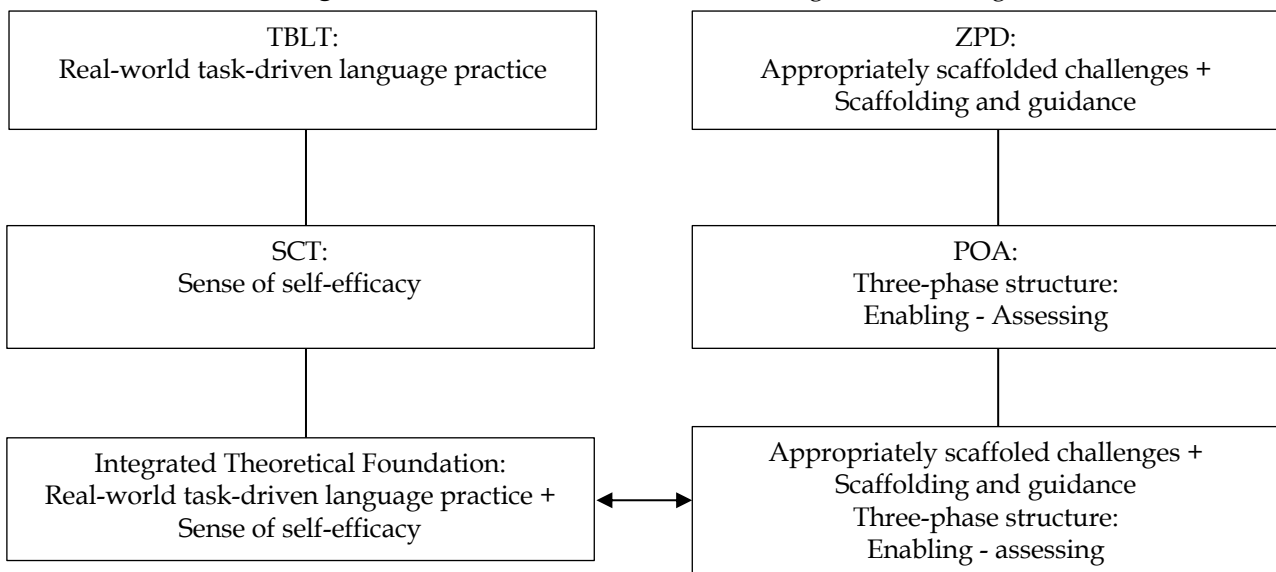 TBLT:
Real-world task-driven language practice
ZPD:
Appropriately scaffolded challenges +
Scaffolding and guidance
SCT:
Sense of self-efficacy
POA:
Three-phase structure:
Enabling - Assessing
Integrated Theoretical Foundation:
Real-world task-driven language practice +
Sense of self-efficacy
Appropriately scaffoled challenges +
Scaffolding and guidance
Three-phase structure:
Enabling - assessing